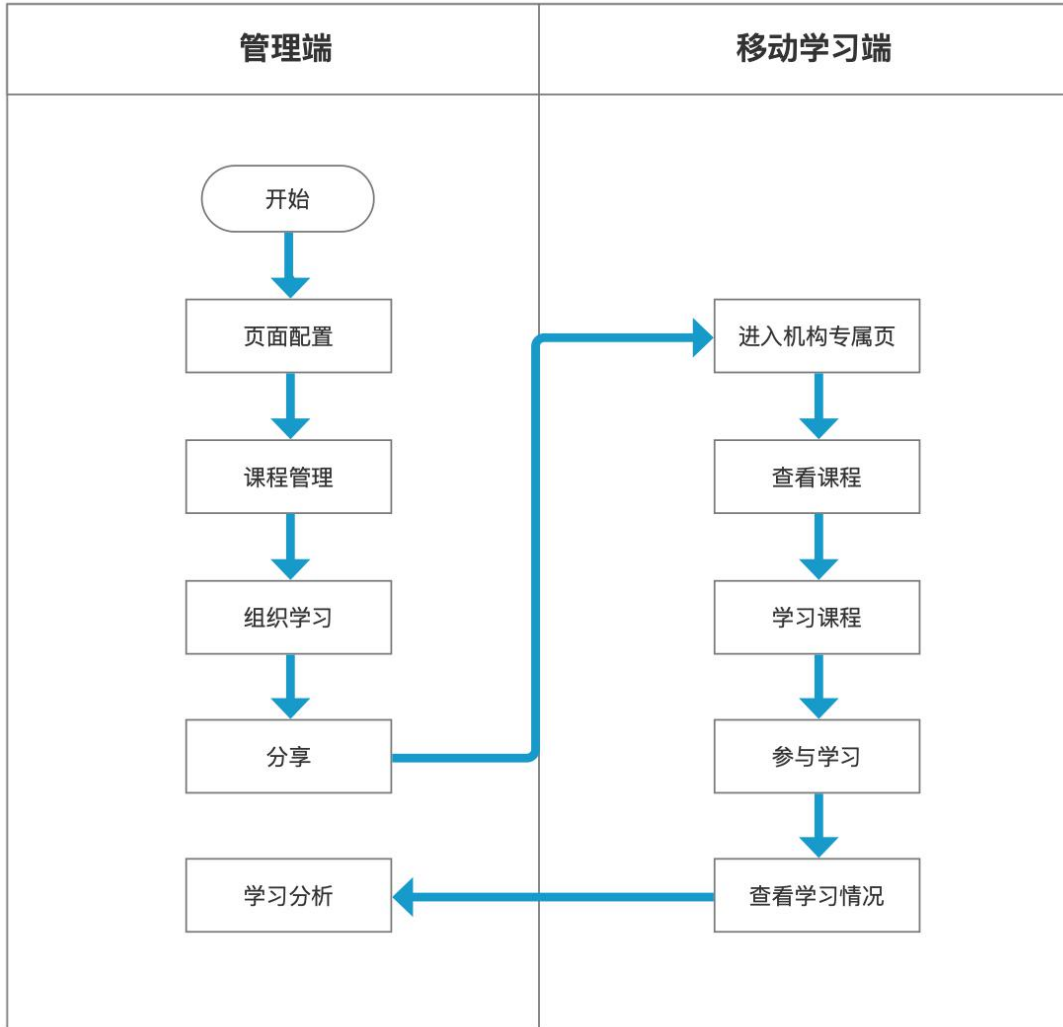 管理端
移动学习端
开始
页面配置
课程管理
组织学习
分享
学习分析
进入机构专属页
查看课程
学习课程
参与学习
查看学习情况